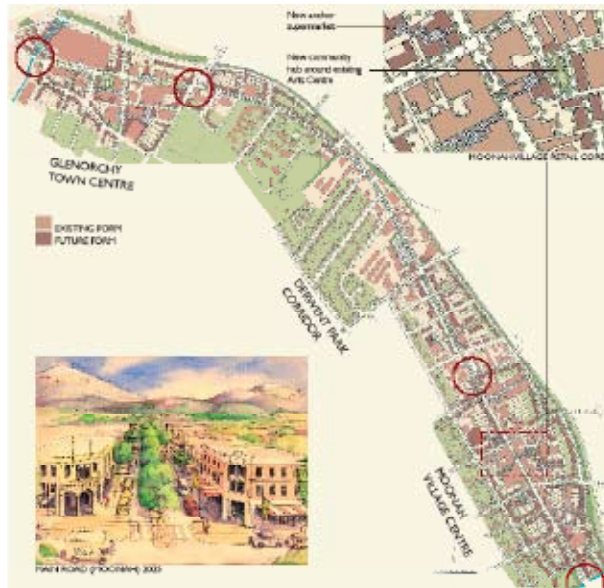 New anchor
supermarket
New community
hub around existing
Arts Centre
MOONAH VILLAGE RETAIL CORE
GLENORCHY
TOWN CENTRE
EXISTING FORM
FUTURE FORM
DERWENT PARK
CORRIDOR
MOONAH
VILLAGE CENTRE
MAIN ROAD (MOONAH) 2025